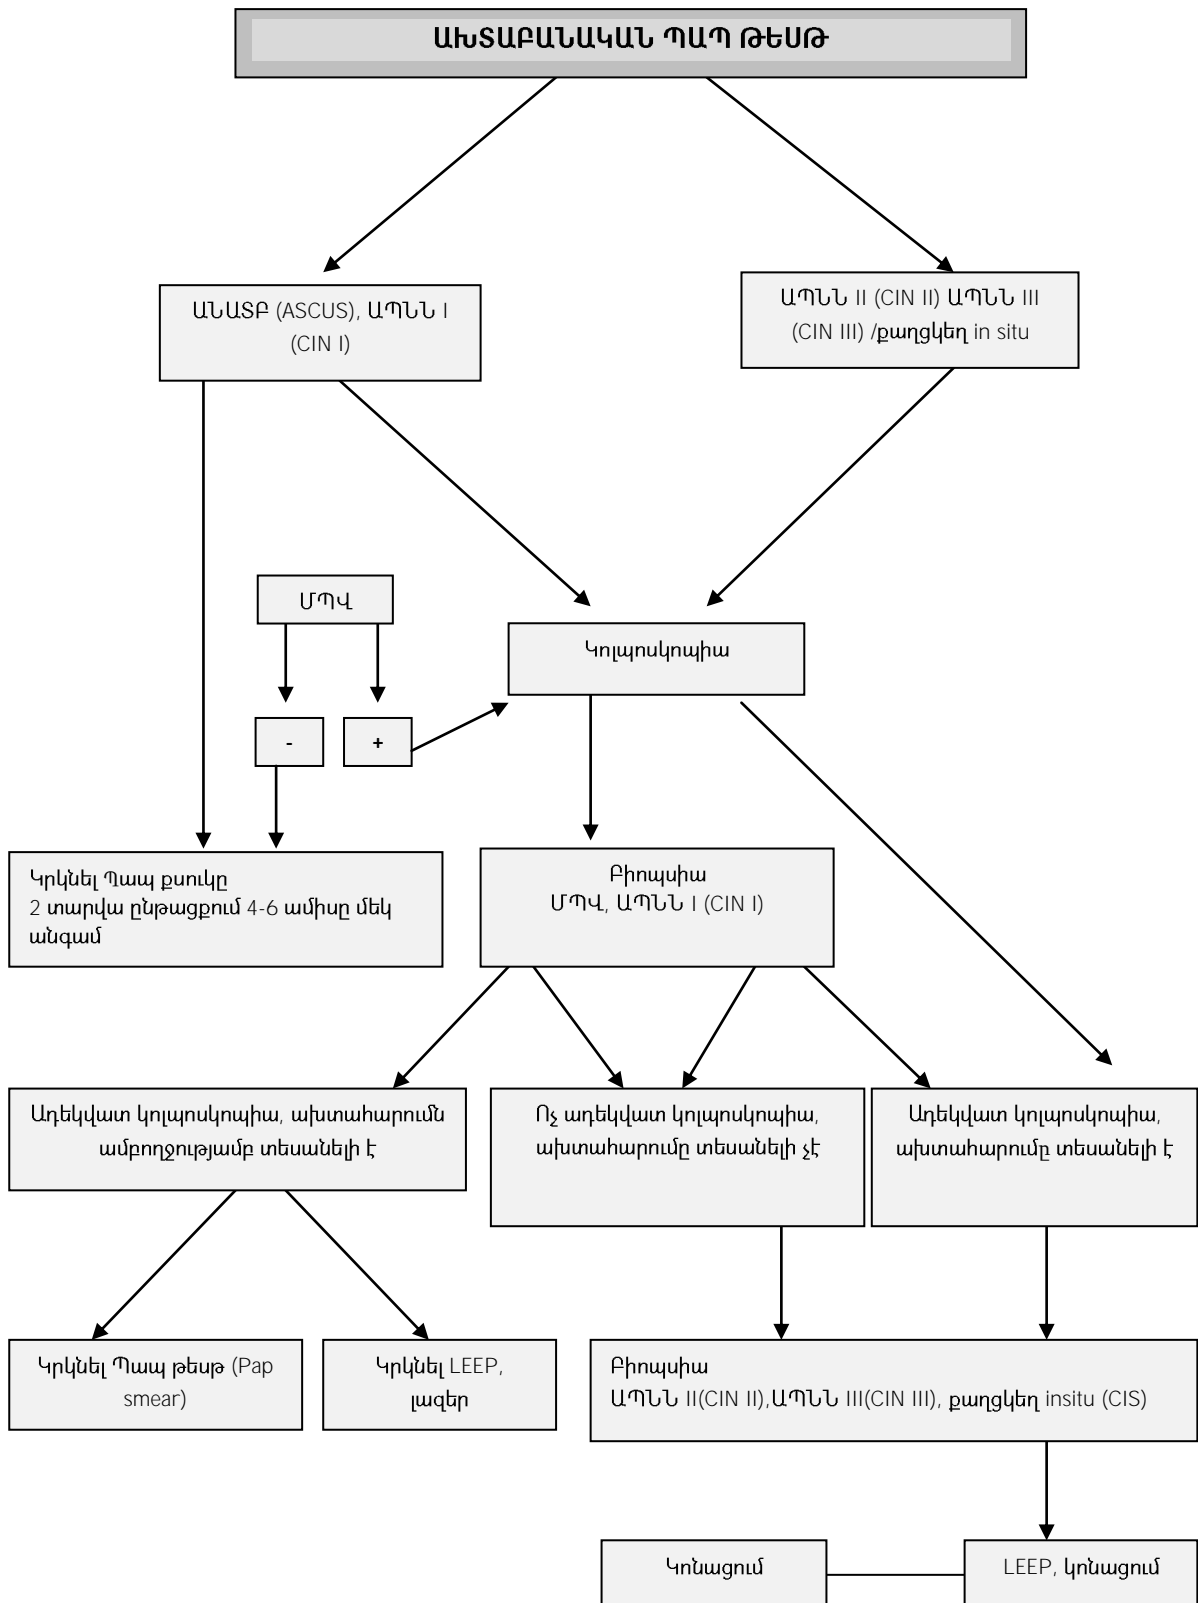 ԱԽՏԱԲԱՆԱԿԱՆ ՊԱՊ ԹԵՍԹ
ԱՆԱՏԲ (ASCUS), ԱՊՆՆ I
(CIN I)
ԱՊՆՆ II (CIN II) ԱՊՆՆ III
(CIN III) /քաղցկեղ in situ
ՄՊՎ
Կոլպոսկոպիա
-
+
Կրկնել Պապ քսուկը
2 տարվա ընթացքում 4-6 ամիսը մեկ
անգամ
Բիոպսիա
ՄՊՎ, ԱՊՆՆ I (CIN I)
Ադեկվատ կոլպոսկոպիա, ախտահարումն
ամբողջությամբ տեսանելի է
Ոչ ադեկվատ կոլպոսկոպիա,
ախտահարումը տեսանելի չէ
Ադեկվատ կոլպոսկոպիա,
ախտահարումը տեսանելի է
Կրկնել Պապ թեսթ (Pap
smear)
Կրկնել LEEP,
լազեր
Բիոպսիա
ԱՊՆՆ II(CIN II),ԱՊՆՆ III(CIN III), քաղցկեղ insitu (CIS)
Կոնացում
LEEP, կոնացում